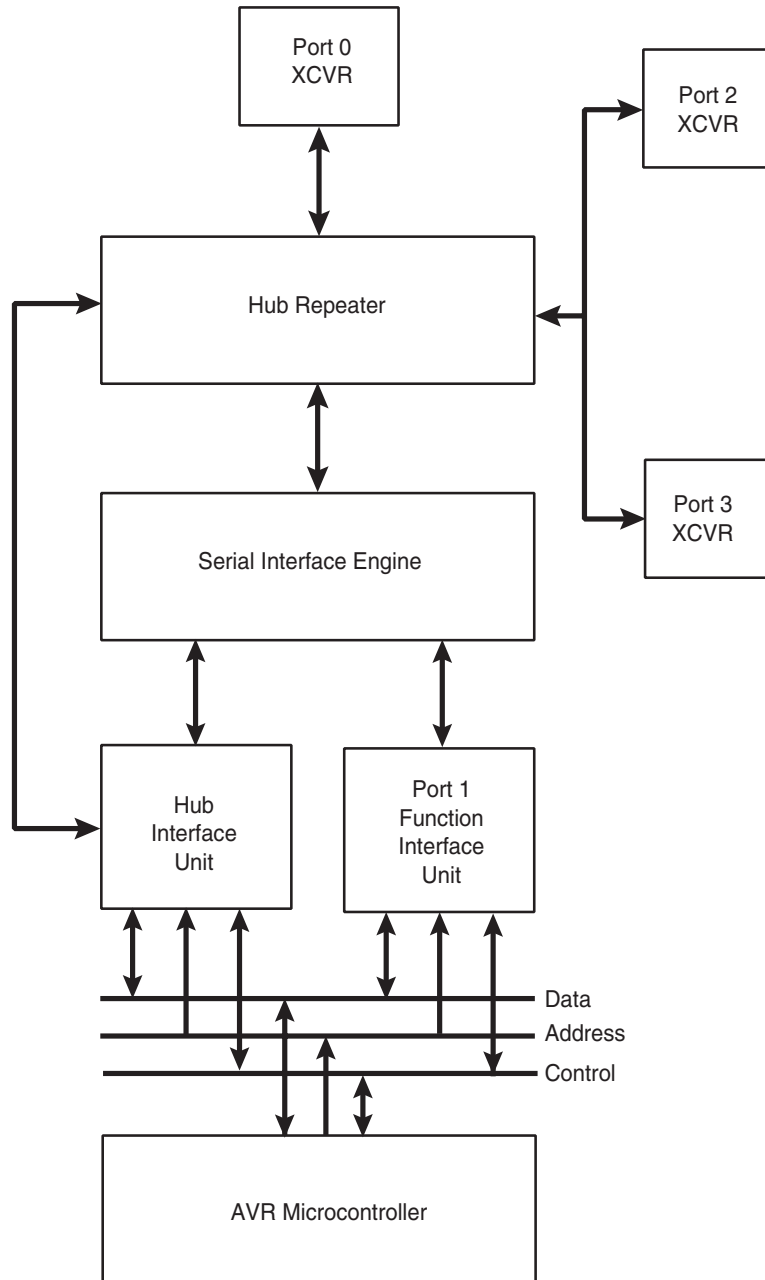 Port 0
XCVR
Port 2
XCVR
Hub Repeater
Port 3
XCVR
Serial Interface Engine
Hub
Interface
Unit
Port 1
Function
Interface
Unit
Data
Address
Control
AVR Microcontroller